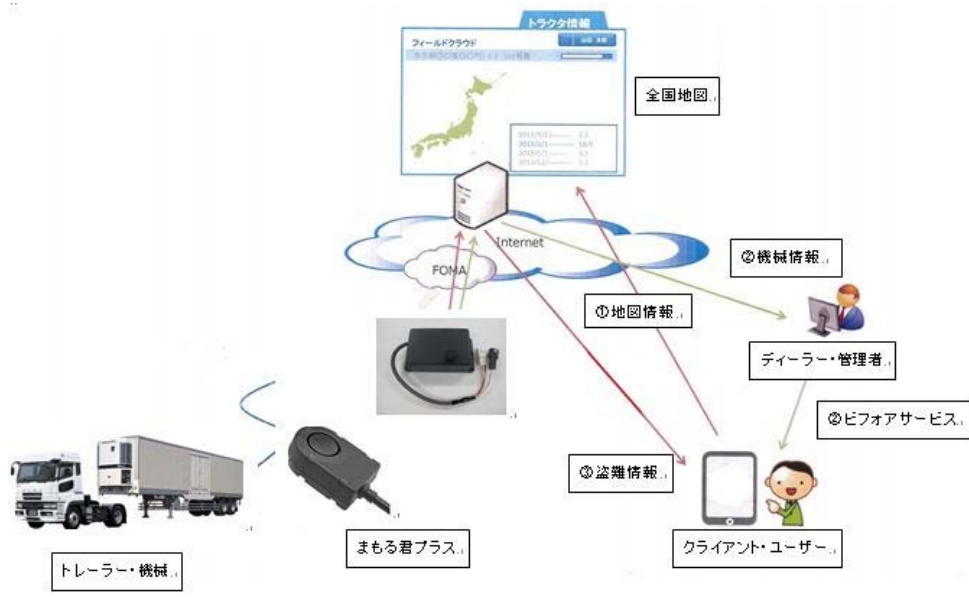 トラクタ情報
フィールドクラウド
全国地図
Internet
FOMA
②機械情報
①地図情報
ディーラー・管理者
②ビフォアサービス
③盗難情報
まもる君プラス
クライアント・ユーザー
トレーラー・機械